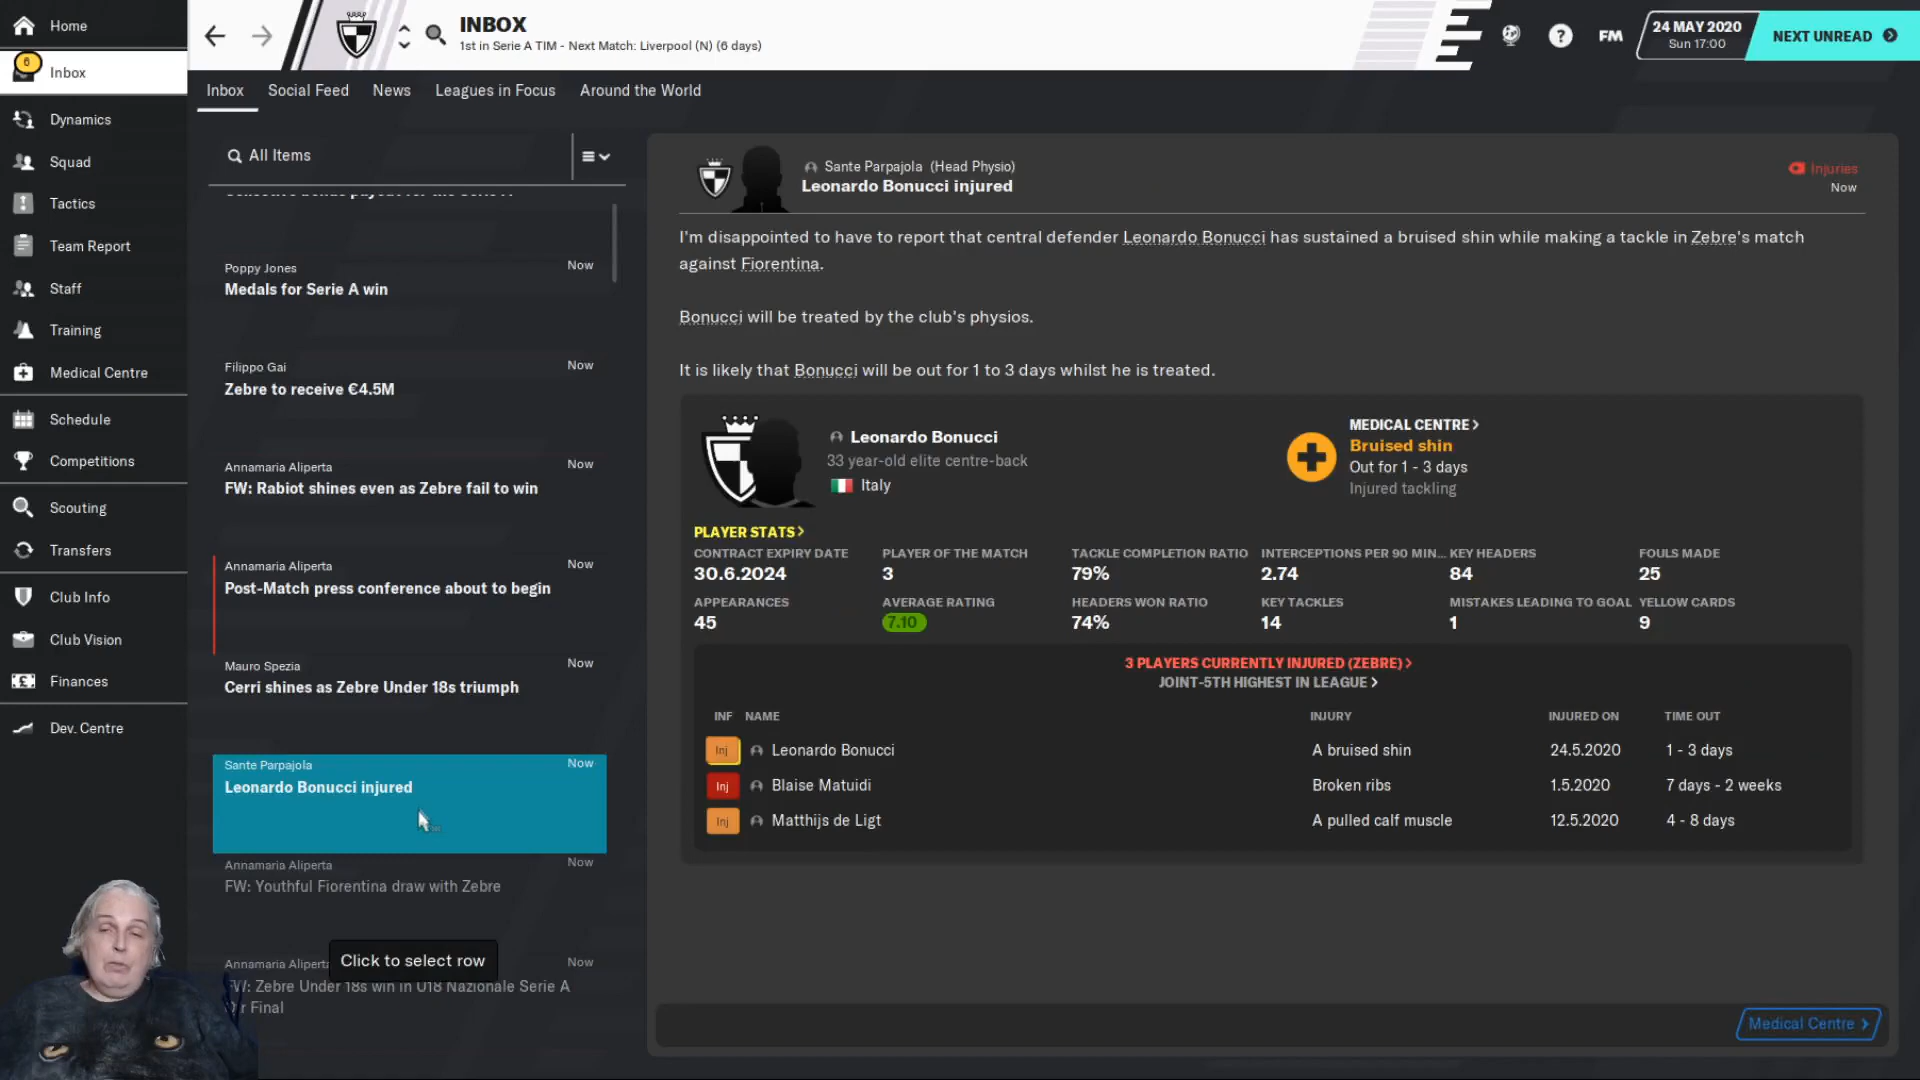 Home
6
Inbox
Dynamics
Squad
Tactics
Team Report
Staff
Training
Medical Centre
Schedule
Competitions
Scouting
Transfers
Club Info
Club Vision
Finances
Dev. Centre
INBOX
1st in Serie A TIM - Next Match: Liverpool (N) (6 days)
?
FM
24 MAY 2020
Sun 17:00
NEXT UNREAD
Inbox
Social Feed
News
Leagues in Focus
Around the World
All Items
Poppy Jones
Now
Medals for Serie A win
Filippo Gai
Now
Zebre to receive €4.5M
Annamaria Aliperta
Now
FW: Rabiot shines even as Zebre fail to win
Annamaria Aliperta
Now
Post-Match press conference about to begin
Mauro Spezia
Now
Cerri shines as Zebre Under 18s triumph
Sante Parpajola
Now
Leonardo Bonucci injured
Annamaria Aliperta
Now
FW: Youthful Fiorentina draw with Zebre
Annamaria Aliperta
Now
Click to select row
FW: Zebre Under 18s win in U18 Nazionale Serie A
Final
Sante Parpajola (Head Physio)
Leonardo Bonucci injured
Injuries
Now
I'm disappointed to have to report that central defender Leonardo Bonucci has sustained a bruised shin while making a tackle in Zebre's match
against Fiorentina.
Bonucci will be treated by the club's physios.
It is likely that Bonucci will be out for 1 to 3 days whilst he is treated.
Leonardo Bonucci
33 year-old elite centre-back
Italy
MEDICAL CENTRE >
Bruised shin
Out for 1 - 3 days
Injured tackling
PLAYER STATS >
CONTRACT EXPIRY DATE
30.6.2024
PLAYER OF THE MATCH
3
TACKLE COMPLETION RATIO
79%
INTERCEPTIONS PER 90 MIN...
2.74
KEY HEADERS
84
FOULS MADE
25
APPEARANCES
45
AVERAGE RATING
7.10
HEADERS WON RATIO
74%
KEY TACKLES
14
MISTAKES LEADING TO GOAL
1
YELLOW CARDS
9
3 PLAYERS CURRENTLY INJURED (ZEBRE) >
JOINT-5TH HIGHEST IN LEAGUE >
INF NAME INJURY INJURED ON TIME OUT
Inj Leonardo Bonucci A bruised shin 24.5.2020 1 - 3 days
Inj Blaise Matuidi Broken ribs 1.5.2020 7 days - 2 weeks
Inj Matthijs de Ligt A pulled calf muscle 12.5.2020 4 - 8 days
Medical Centre >